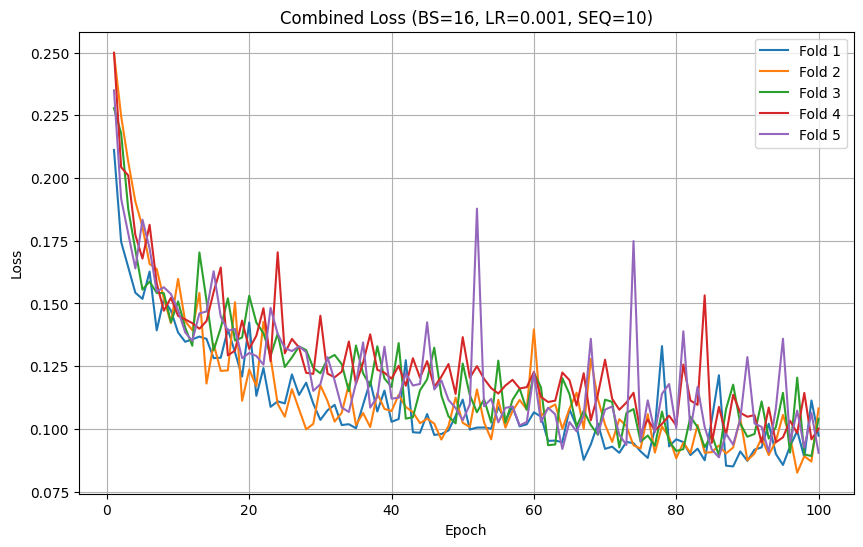 Combined Loss (BS=16, LR=0.001, SEQ=10)
Fold 1
Fold 2
Fold 3
Fold 4
Fold 5
0.250
0.225
0.200
0.175
0.150
0.125
0.100
0.075
Loss
0 20 40 60 80 100
Epoch